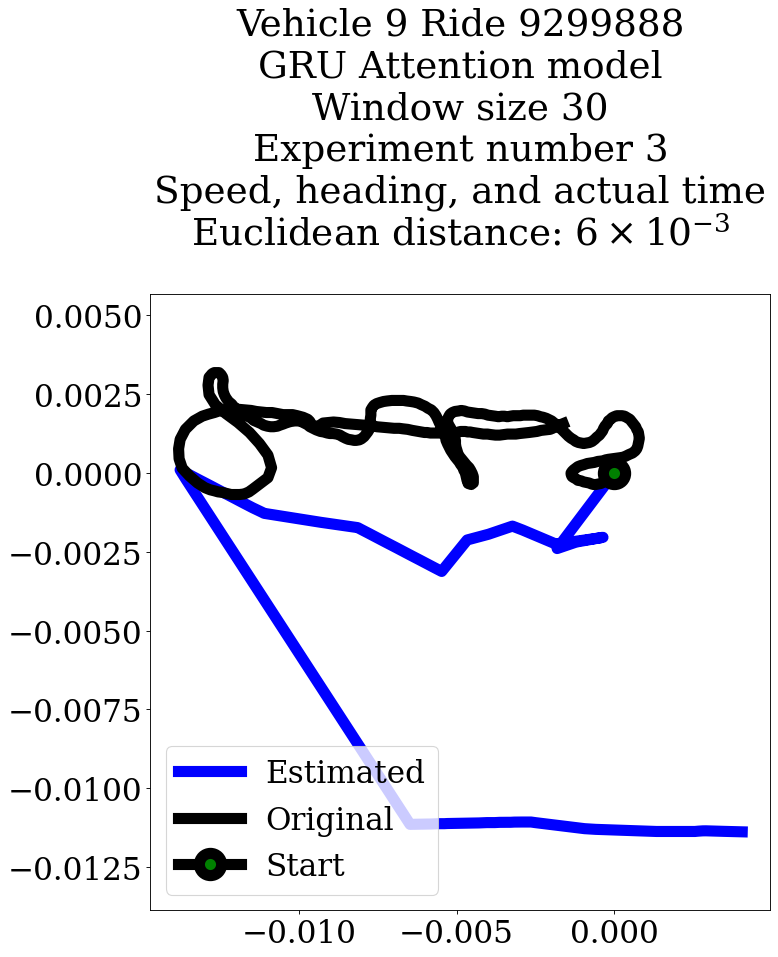 Vehicle 9 Ride 9299888
GRU Attention model
Window size 30
Experiment number 3
Speed, heading, and actual time
Euclidean distance: 6 × 10⁻³
0.0050
0.0025
0.0000
−0.0025
−0.0050
−0.0075
−0.0100
−0.0125
Estimated
Original
Start
−0.010 −0.005 0.000